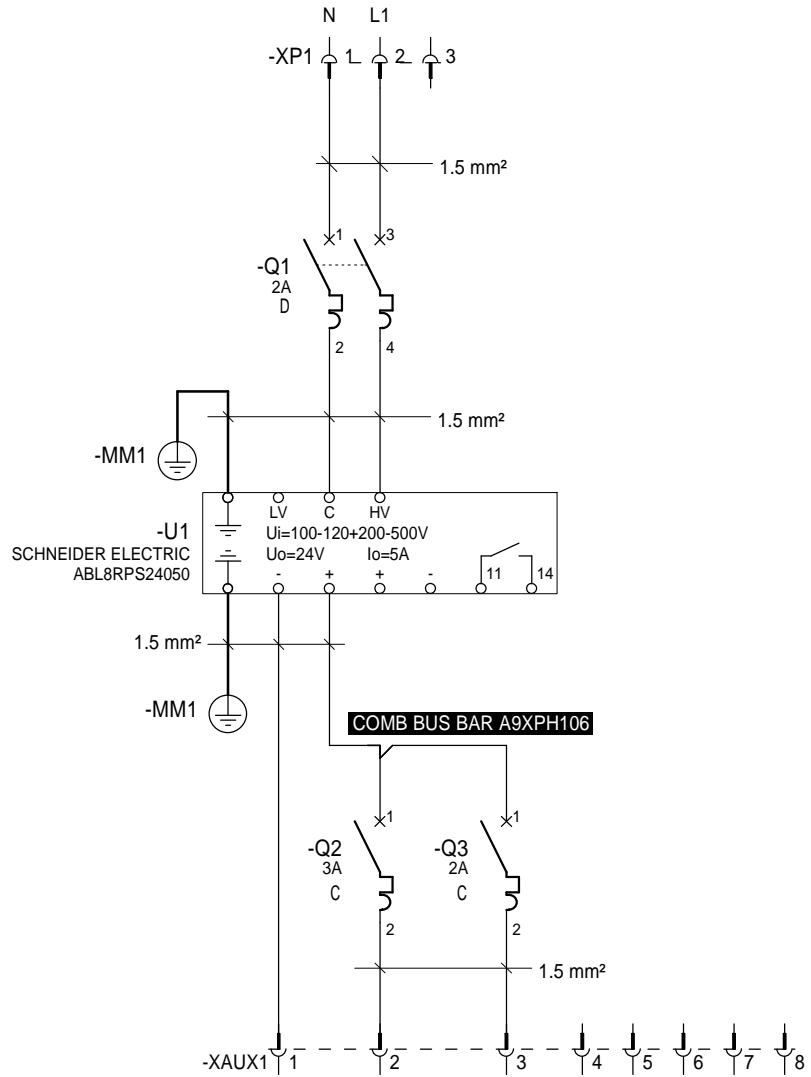 N L1
-XP1 1 2 3
1.5 mm²
1 3
-Q1
2A
D
2 4
1.5 mm²
-MM1
LV C HV
-U1 Ui=100-120+200-500V
SCHNEIDER ELECTRIC Uo=24V Io=5A
ABL8RPS24050 - + + - 11 14
1.5 mm²
-MM1
COMB BUS BAR A9XPH106
1 1
-Q2 -Q3
3A 2A
C C
2 2
1.5 mm²
-XAUX1 1 2 3 4 5 6 7 8